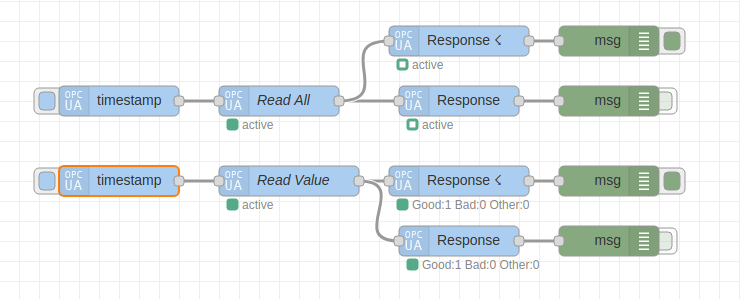 OPC UA Response < msg
active
OPC UA timestamp OPC UA Read All OPC UA Response msg
active active
OPC UA timestamp OPC UA Read Value OPC UA Response < msg
active Good:1 Bad:0 Other:0
OPC UA Response msg
Good:1 Bad:0 Other:0